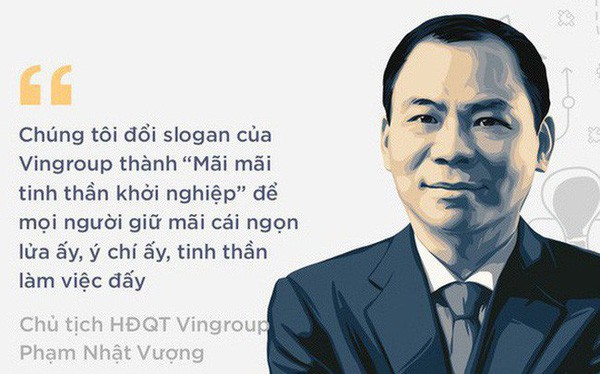 Chúng tôi đổi slogan của
Vingroup thành “Mãi mãi
tinh thần khởi nghiệp” để
mọi người giữ mãi cái ngọn
lửa ấy, ý chí ấy, tinh thần
làm việc đấy
Chủ tịch HĐQT Vingroup
Phạm Nhật Vượng